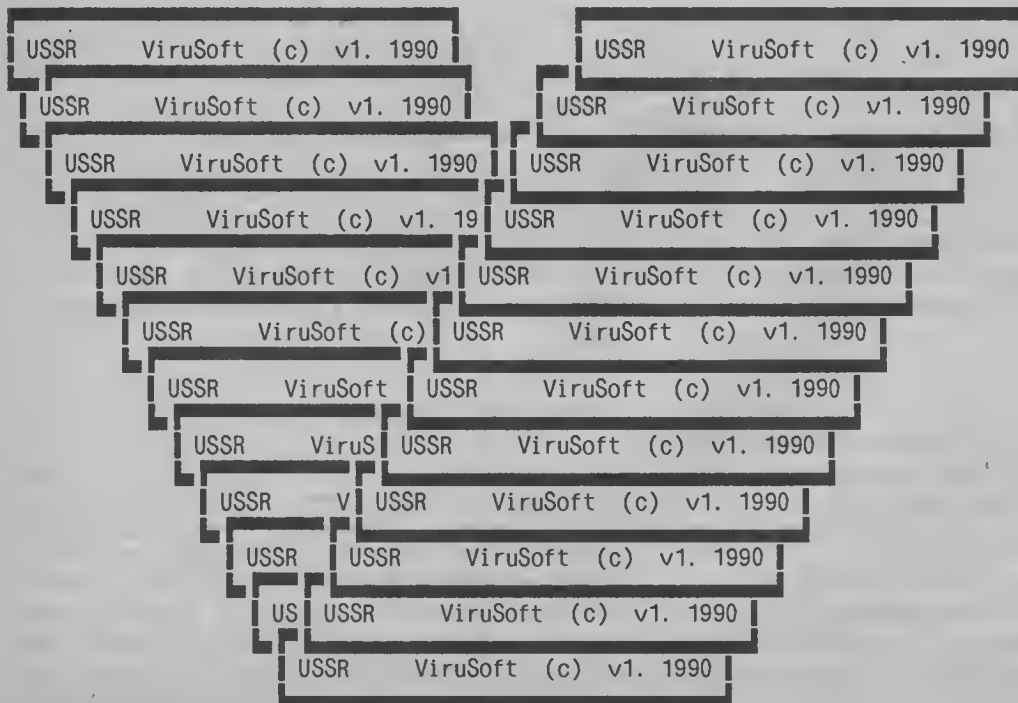 USSR ViruSoft (c) v1. 1990 USSR ViruSoft (c) v1. 1990
USSR ViruSoft (c) v1. 1990 USSR ViruSoft (c) v1. 1990
USSR ViruSoft (c) v1. 1990 USSR ViruSoft (c) v1. 1990
USSR ViruSoft (c) v1. 19 USSR ViruSoft (c) v1. 1990
USSR ViruSoft (c) v1 USSR ViruSoft (c) v1. 1990
USSR ViruSoft (c) USSR ViruSoft (c) v1. 1990
USSR ViruSoft USSR ViruSoft (c) v1. 1990
USSR ViruS USSR ViruSoft (c) v1. 1990
USSR V USSR ViruSoft (c) v1. 1990
USSR USSR ViruSoft (c) v1. 1990
US USSR ViruSoft (c) v1. 1990
USSR ViruSoft (c) v1. 1990